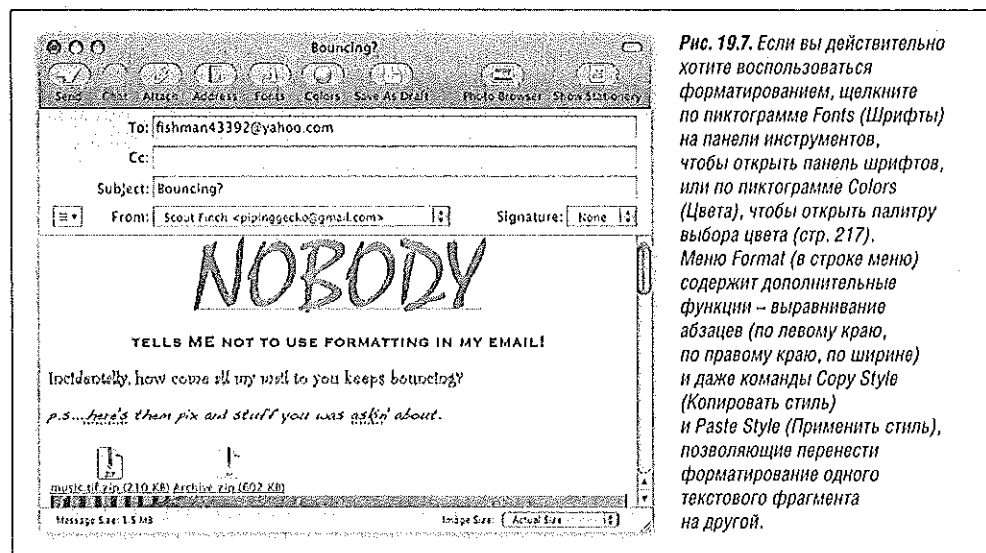 Bouncing?
Send Chat Attach Address Fonts Colors Save As Draft Photo Browser Show Stationery
To: fishman43392@yahoo.com
Cc:
Subject: Bouncing?
From: Scout Finch <pipinggecko@gmail.com> Signature: None
NOBODY
TELLS ME NOT TO USE FORMATTING IN MY EMAIL!
Incidentally, how come all my mail to you keeps bouncing?
p.s...here's them pix and stuff you was askin' about.
music.tif.zip (210 KB) Archive.zip (602 KB)
Message Size: 1.5 MB Image Size: Actual Size
Рис. 19.7. Если вы действительно
хотите воспользоваться
форматированием, щелкните
по пиктограмме Fonts (Шрифты)
на панели инструментов,
чтобы открыть панель шрифтов,
или по пиктограмме Colors
(Цвета), чтобы открыть палитру
выбора цвета (стр. 217).
Меню Format (в строке меню)
содержит дополнительные
функции – выравнивание
абзацев (по левому краю,
по правому краю, по ширине)
и даже команды Copy Style
(Копировать стиль)
и Paste Style (Применить стиль),
позволяющие перенести
форматирование одного
текстового фрагмента
на другой.